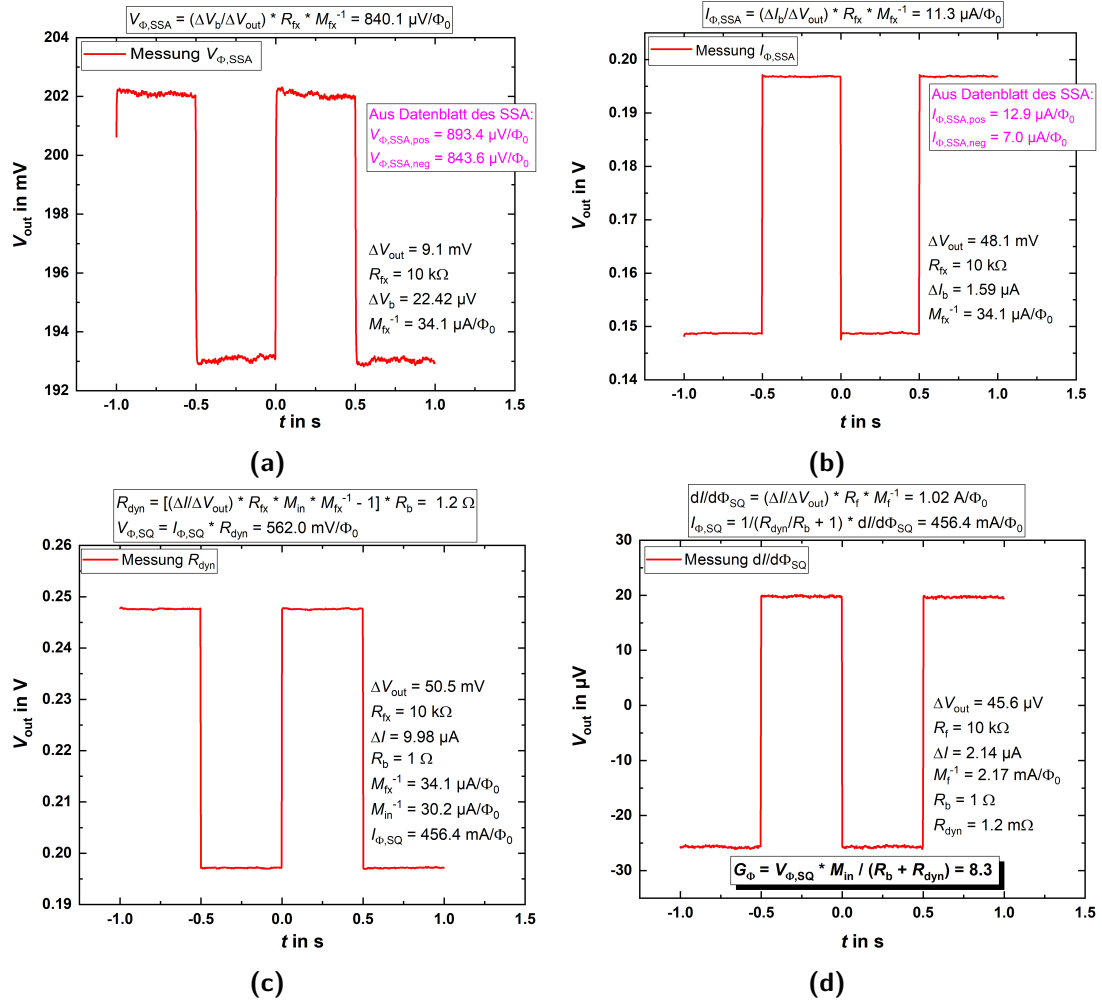 V_Φ,SSA = (ΔV_b/ΔV_out) * R_fx * M_fx^-1 = 840.1 µV/Φ_0
Messung V_Φ,SSA
Aus Datenblatt des SSA:
V_Φ,SSA,pos = 893.4 µV/Φ_0
V_Φ,SSA,neg = 843.6 µV/Φ_0
ΔV_out = 9.1 mV
R_fx = 10 kΩ
ΔV_b = 22.42 µV
M_fx^-1 = 34.1 µA/Φ_0
V_out in mV
204
202
200
198
196
194
192
-1.0 -0.5 0.0 0.5 1.0 1.5
t in s
(a)
I_Φ,SSA = (ΔI_b/ΔV_out) * R_fx * M_fx^-1 = 11.3 µA/Φ_0
Messung I_Φ,SSA
Aus Datenblatt des SSA:
I_Φ,SSA,pos = 12.9 µA/Φ_0
I_Φ,SSA,neg = 7.0 µA/Φ_0
ΔV_out = 48.1 mV
R_fx = 10 kΩ
ΔI_b = 1.59 µA
M_fx^-1 = 34.1 µA/Φ_0
V_out in V
0.20
0.19
0.18
0.17
0.16
0.15
0.14
-1.0 -0.5 0.0 0.5 1.0 1.5
t in s
(b)
R_dyn = [(ΔI/ΔV_out) * R_fx * M_in * M_fx^-1 - 1] * R_b = 1.2 Ω
V_Φ,SQ = I_Φ,SQ * R_dyn = 562.0 mV/Φ_0
Messung R_dyn
ΔV_out = 50.5 mV
R_fx = 10 kΩ
ΔI = 9.98 µA
R_b = 1 Ω
M_fx^-1 = 34.1 µA/Φ_0
M_in^-1 = 30.2 µA/Φ_0
I_Φ,SQ = 456.4 mA/Φ_0
V_out in V
0.26
0.25
0.24
0.23
0.22
0.21
0.20
0.19
-1.0 -0.5 0.0 0.5 1.0 1.5
t in s
(c)
dI/dΦ_SQ = (ΔI/ΔV_out) * R_f * M_f^-1 = 1.02 A/Φ_0
I_Φ,SQ = 1/(R_dyn/R_b + 1) * dI/dΦ_SQ = 456.4 mA/Φ_0
Messung dI/dΦ_SQ
ΔV_out = 45.6 µV
R_f = 10 kΩ
ΔI = 2.14 µA
M_f^-1 = 2.17 mA/Φ_0
R_b = 1 Ω
R_dyn = 1.2 mΩ
G_Φ = V_Φ,SQ * M_in / (R_b + R_dyn) = 8.3
V_out in µV
30
20
10
0
-10
-20
-30
-1.0 -0.5 0.0 0.5 1.0 1.5
t in s
(d)